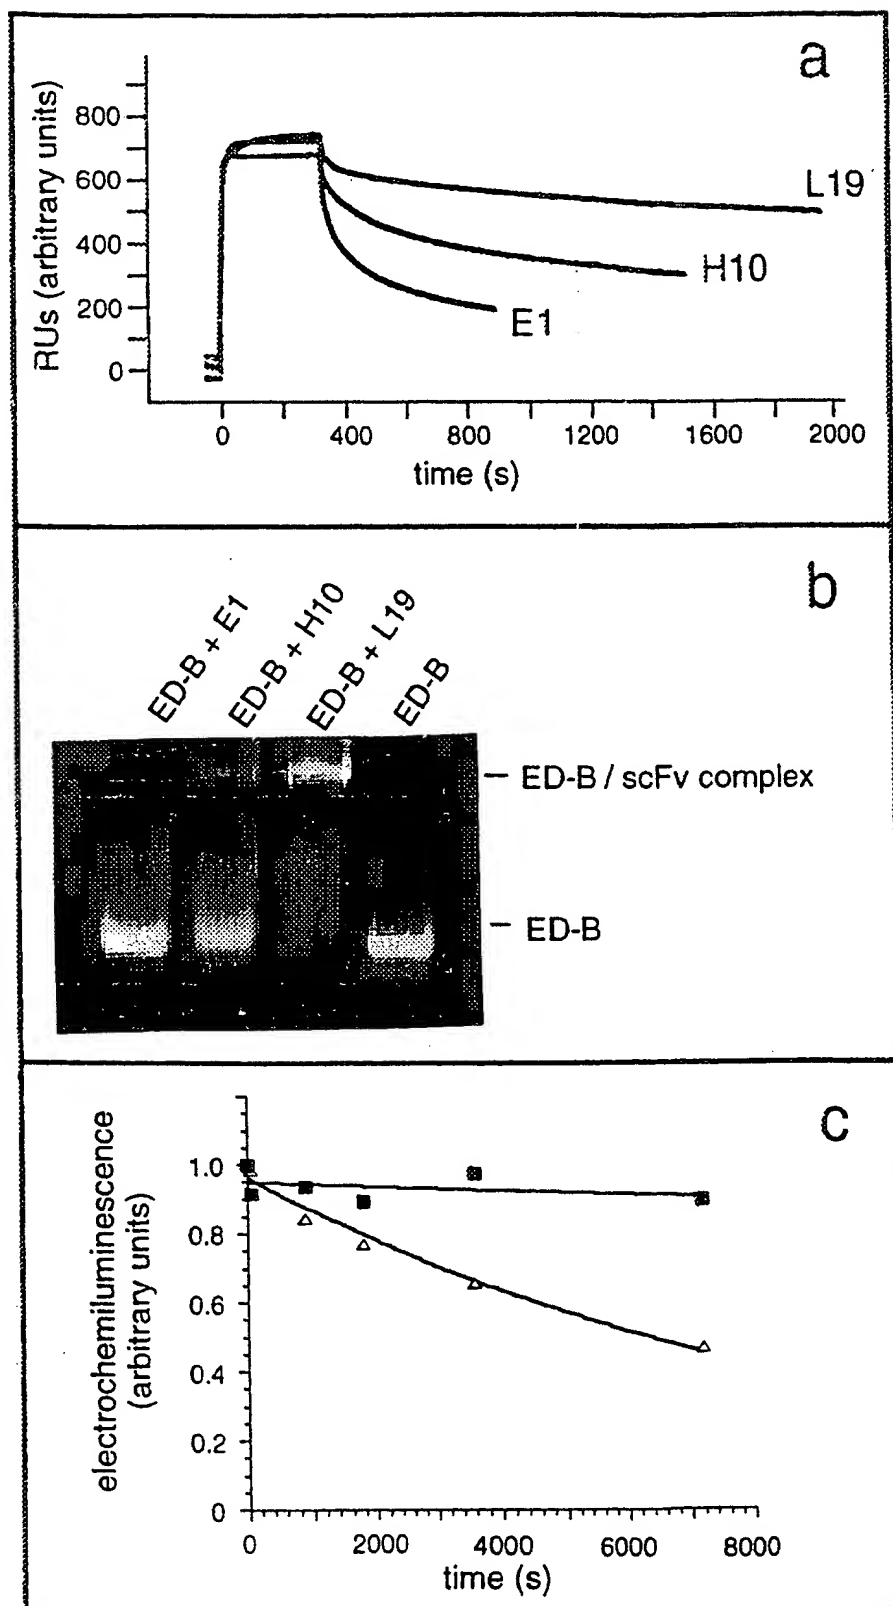 a
RUs (arbitrary units)
800
600
400
200
0
L19
H10
E1
0 400 800 1200 1600 2000
time (s)
b
ED-B + E1
ED-B + H10
ED-B + L19
ED-B
ED-B / scFv complex
ED-B
c
electrochemiluminescence
(arbitrary units)
1.0
0.8
0.6
0.4
0.2
0
0 2000 4000 6000 8000
time (s)